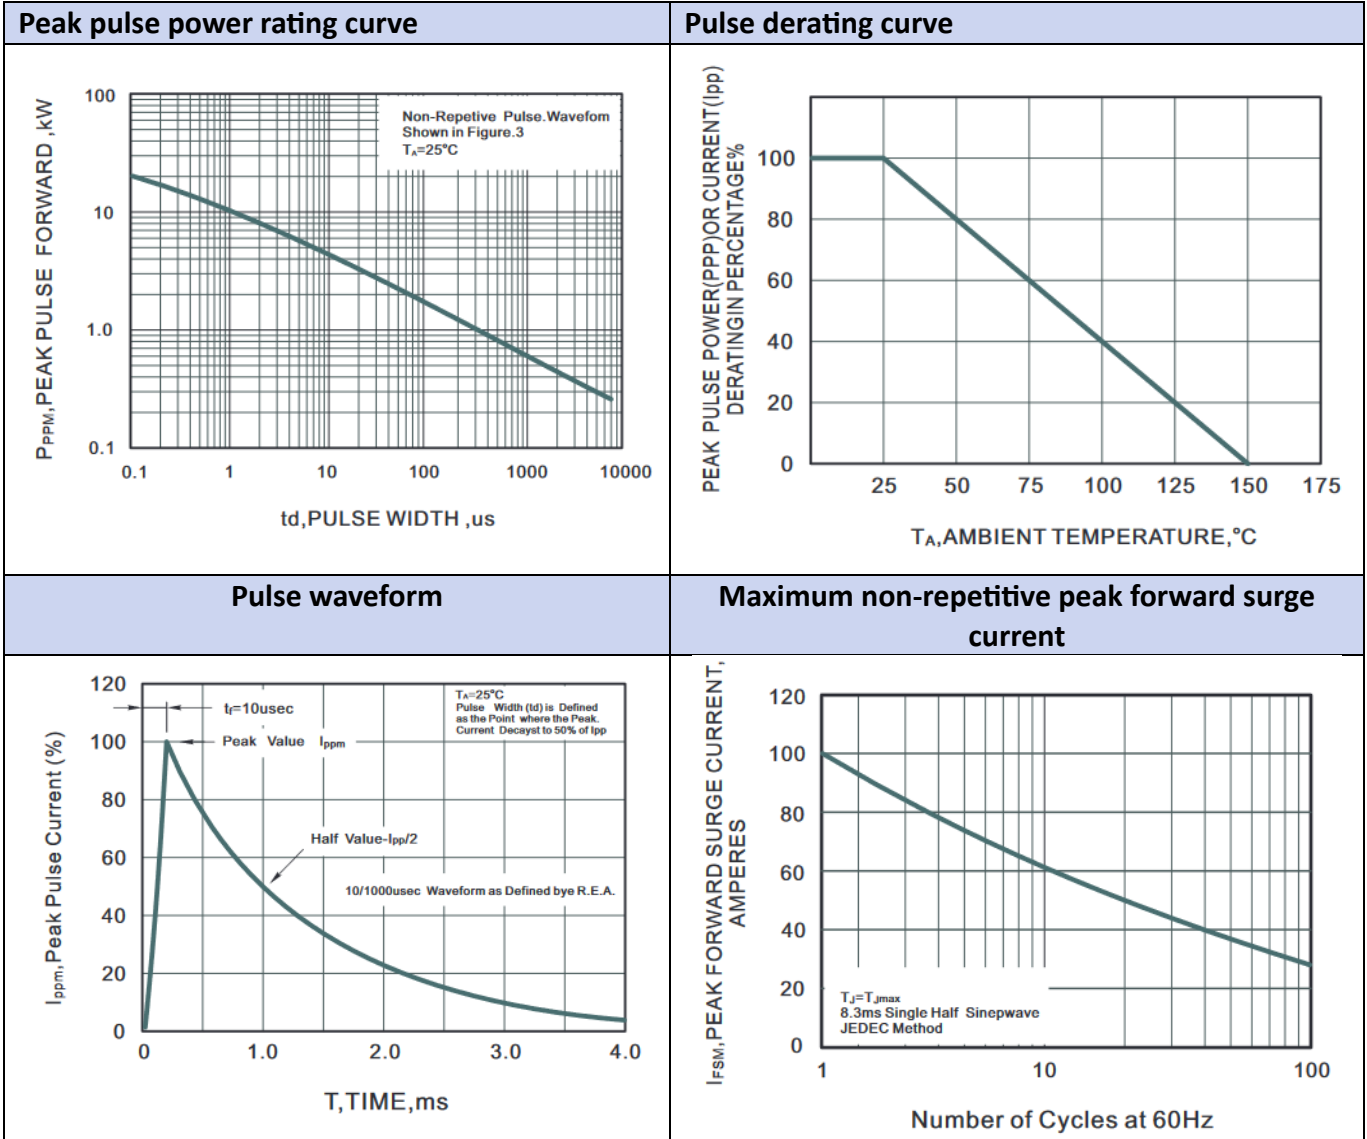 Peak pulse power rating curve
Pulse derating curve
PPPM,PEAK PULSE FORWARD ,kW
100
10
1.0
0.1
Non-Repetive Pulse.Wavefom
Shown in Figure.3
TA=25°C
0.1 1 10 100 1000 10000
td,PULSE WIDTH ,us
PEAK PULSE POWER(PPP)OR CURRENT(Ipp)
DERATINGIN PERCENTAGE%
100
80
60
40
20
0
25 50 75 100 125 150 175
TA,AMBIENT TEMPERATURE,°C
Pulse waveform
Maximum non-repetitive peak forward surge
current
Ippm,Peak Pulse Current (%)
120
100
80
60
40
20
0
tf=10usec
Peak Value Ippm
TA=25°C
Pulse Width (td) is Defined
as the Point where the Peak.
Current Decayst to 50% of Ipp
Half Value-Ipp/2
10/1000usec Waveform as Defined bye R.E.A.
0 1.0 2.0 3.0 4.0
T,TIME,ms
IFSM,PEAK FORWARD SURGE CURRENT,
AMPERES
120
100
80
60
40
20
0
TJ=TJmax
8.3ms Single Half Sinepwave
JEDEC Method
1 10 100
Number of Cycles at 60Hz